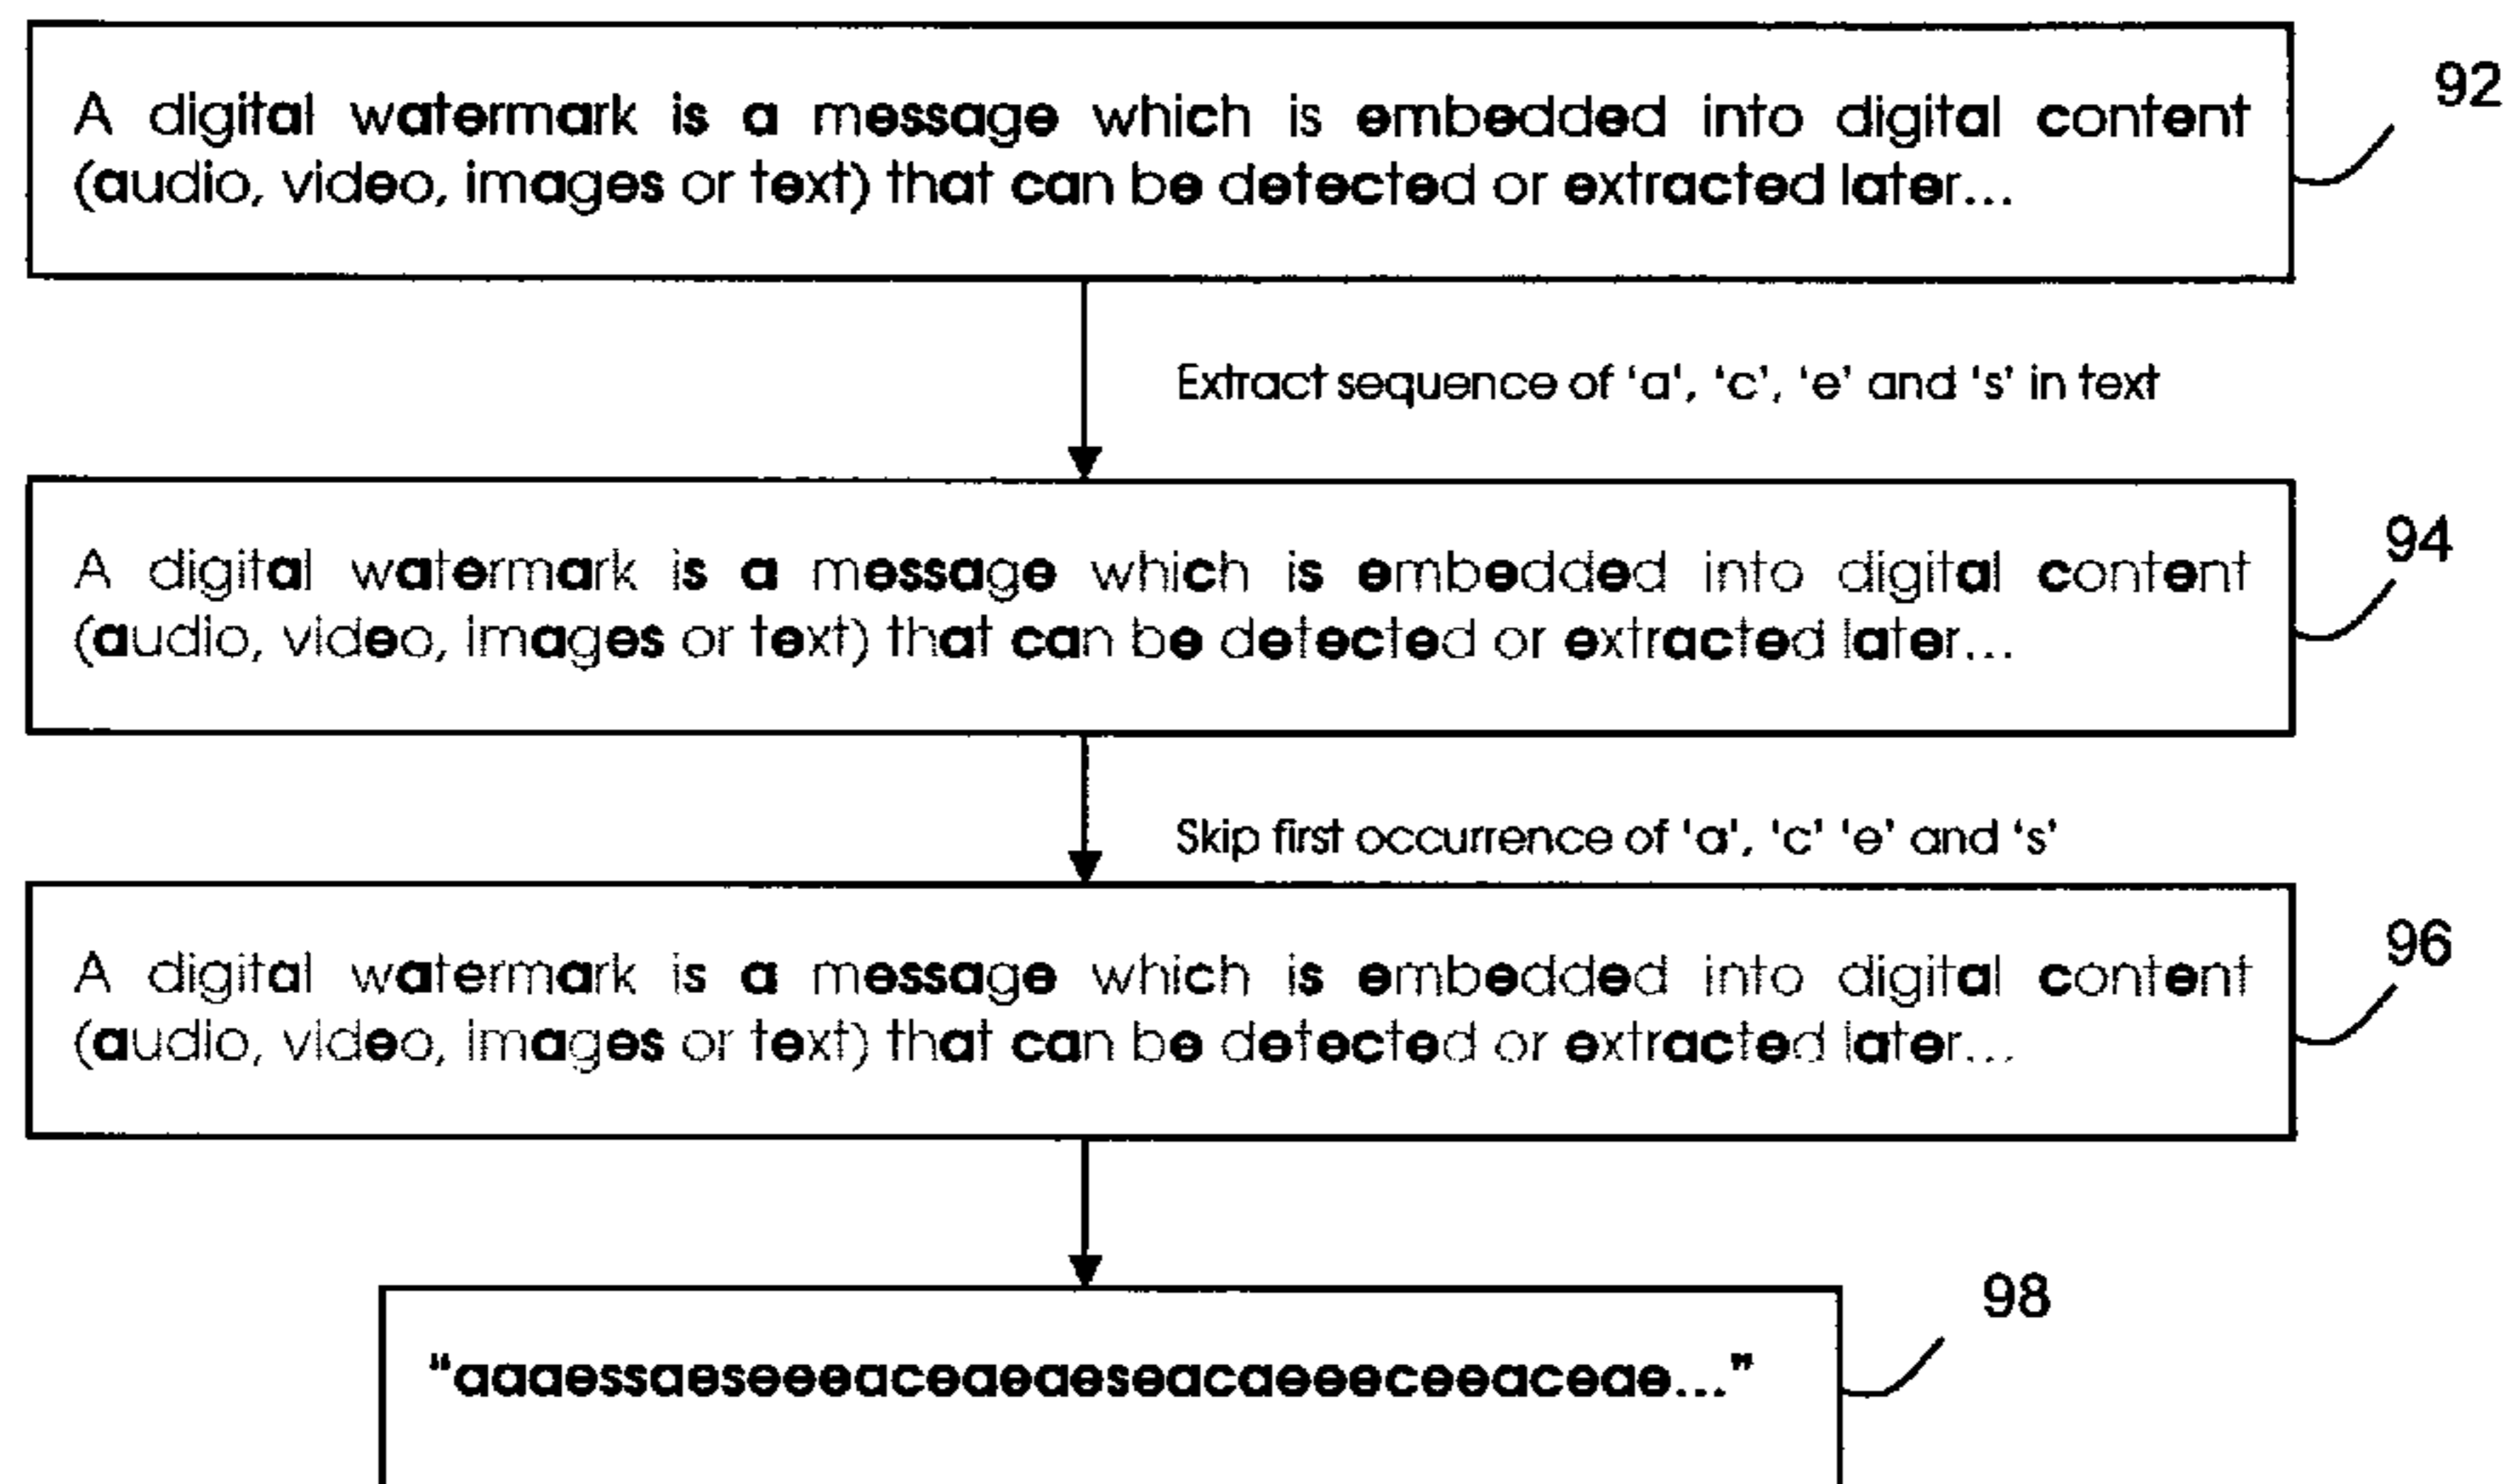 A digital watermark is a message which is embedded into digital content
(audio, video, images or text) that can be detected or extracted later...
92
Extract sequence of 'a', 'c', 'e' and 's' in text
A digital watermark is a message which is embedded into digital content
(audio, video, images or text) that can be detected or extracted later...
94
Skip first occurrence of 'a', 'c' 'e' and 's'
A digital watermark is a message which is embedded into digital content
(audio, video, images or text) that can be detected or extracted later...
96
"aaaessaeseeeaceaeaeseacaeeeceeaceae..."
98